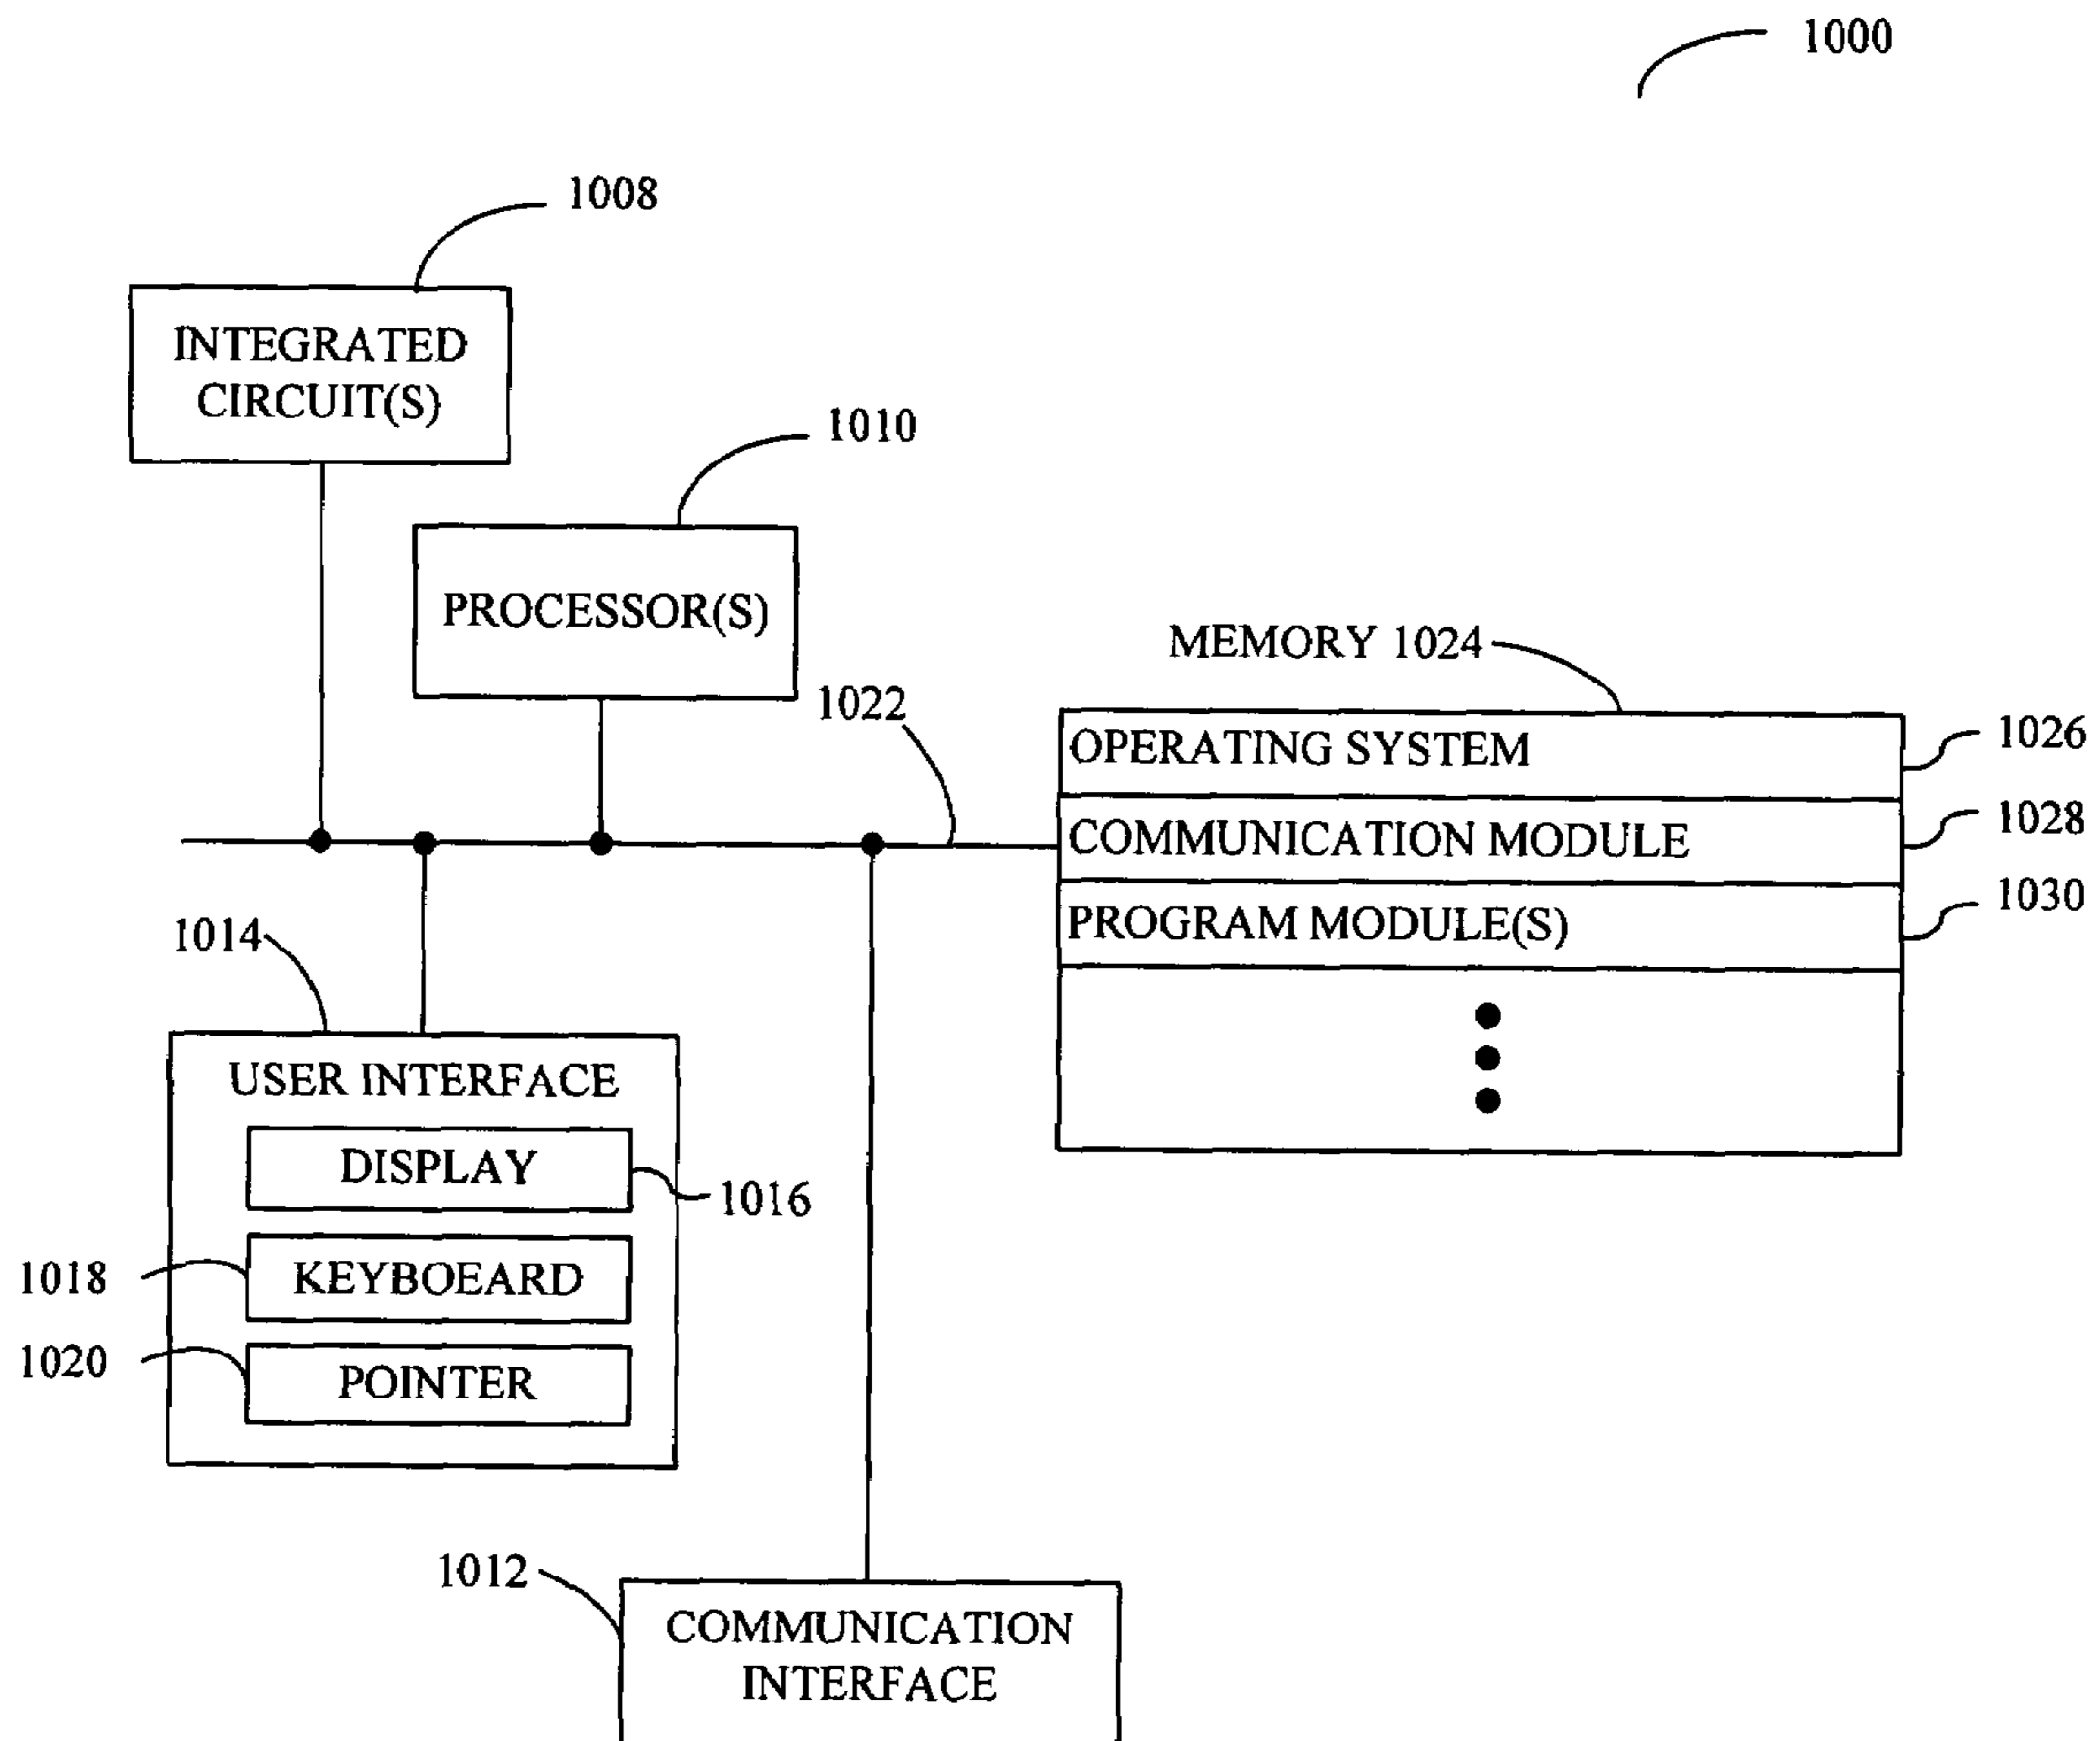 1000
1008
INTEGRATED
CIRCUIT(S)
1010
PROCESSOR(S)
MEMORY 1024
1022
OPERATING SYSTEM
1026
COMMUNICATION MODULE
1028
PROGRAM MODULE(S)
1030
1014
USER INTERFACE
DISPLAY
1016
1018
KEYBOEARD
1020
POINTER
1012
COMMUNICATION
INTERFACE